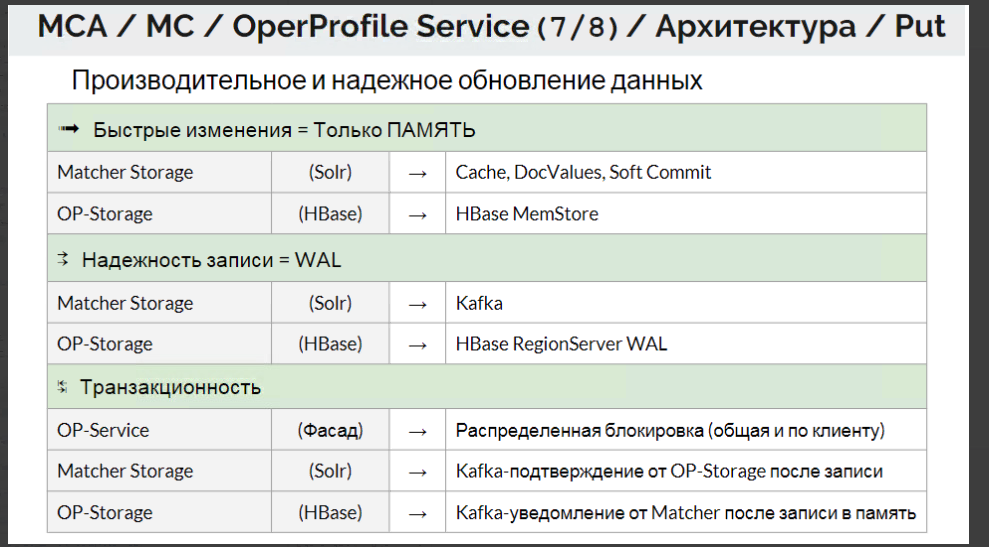 MCA / MC / OperProfile Service (7/8) / Архитектура / Put
Производительное и надежное обновление данных
➟ Быстрые изменения = Только ПАМЯТЬ
Matcher Storage (Solr) → Cache, DocValues, Soft Commit
OP-Storage (HBase) → HBase MemStore
Надежность записи = WAL
Matcher Storage (Solr) → Kafka
OP-Storage (HBase) → HBase RegionServer WAL
Транзакционность
OP-Service (Фасад) → Распределенная блокировка (общая и по клиенту)
Matcher Storage (Solr) → Kafka-подтверждение от OP-Storage после записи
OP-Storage (HBase) → Kafka-уведомление от Matcher после записи в память